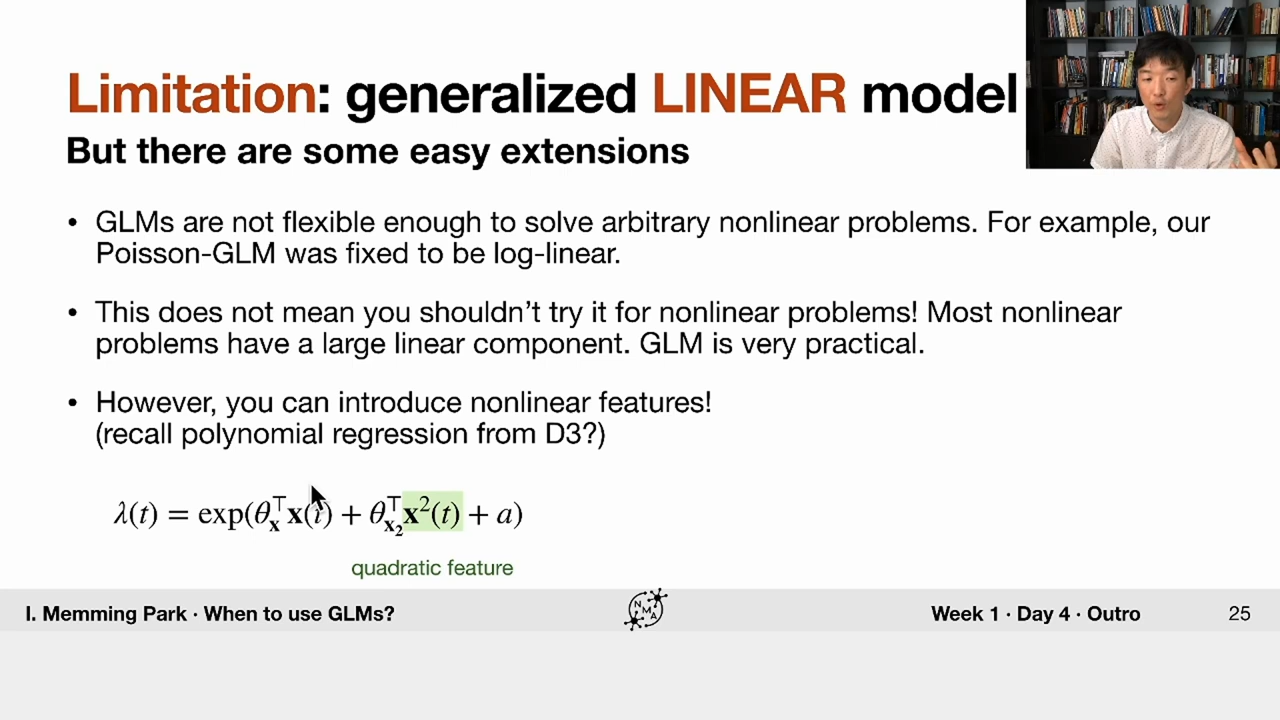 Limitation: generalized LINEAR model
But there are some easy extensions
• GLMs are not flexible enough to solve arbitrary nonlinear problems. For example, our
Poisson-GLM was fixed to be log-linear.
• This does not mean you shouldn't try it for nonlinear problems! Most nonlinear
problems have a large linear component. GLM is very practical.
• However, you can introduce nonlinear features!
(recall polynomial regression from D3?)
λ(t) = exp(θₓ⊤x(t) + θₓ₂⊤x²(t) + a)
quadratic feature
I. Memming Park · When to use GLMs?
NMA
Week 1 · Day 4 · Outro
25